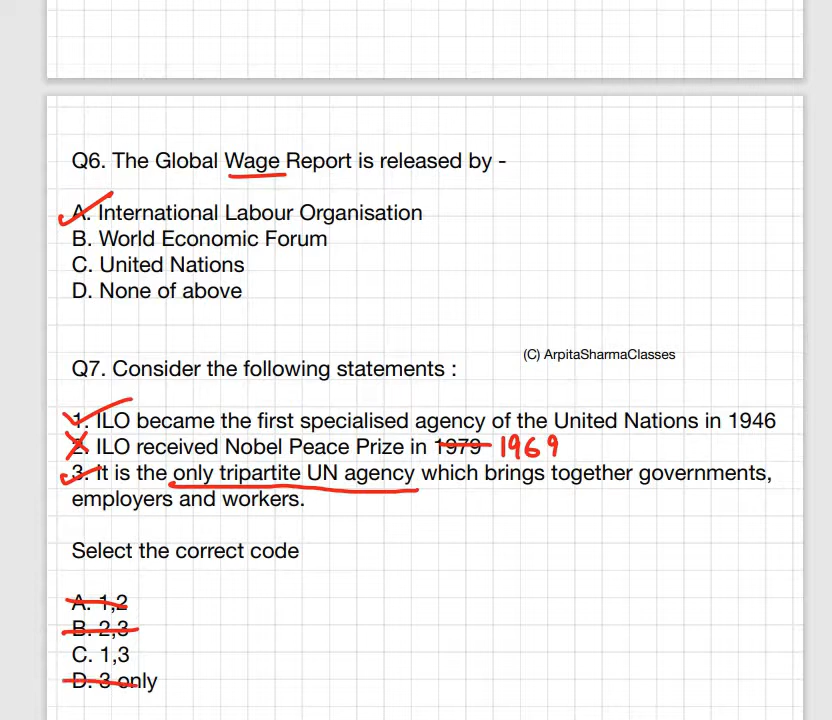 Q6. The Global Wage Report is released by -
A. International Labour Organisation
B. World Economic Forum
C. United Nations
D. None of above
(C) ArpitaSharmaClasses
Q7. Consider the following statements :
1. ILO became the first specialised agency of the United Nations in 1946
2. ILO received Nobel Peace Prize in 1979 1969
3. It is the only tripartite UN agency which brings together governments,
employers and workers.
Select the correct code
A. 1,2
B. 2,3
C. 1,3
D. 3 only